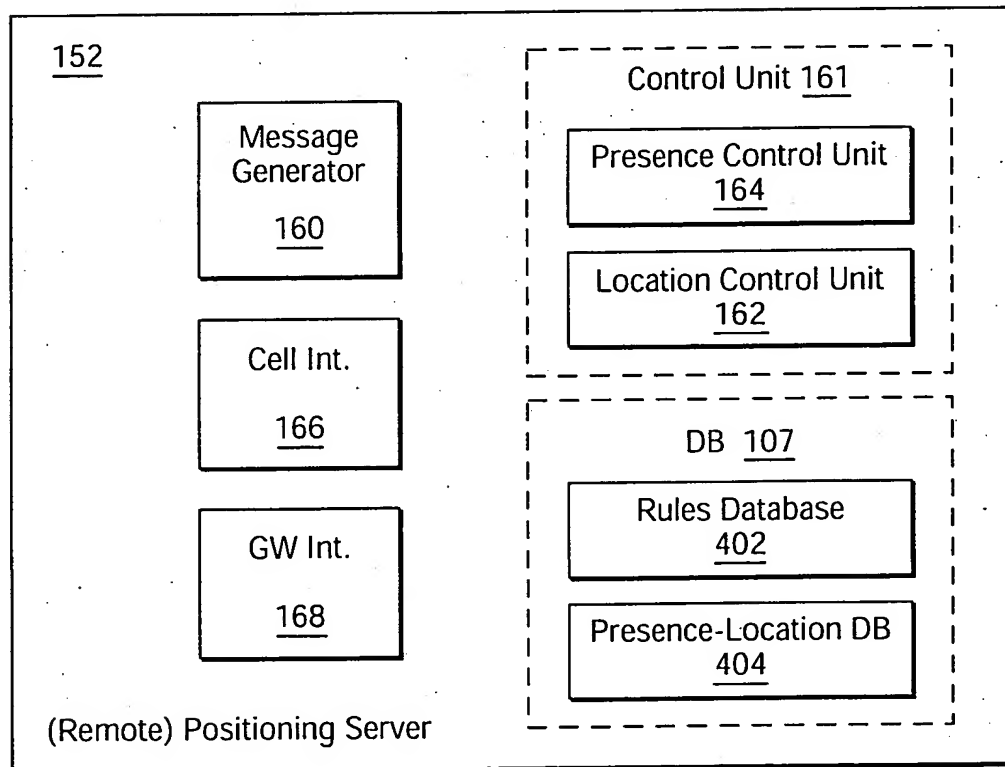 152
Message
Generator
160
Cell Int.
166
GW Int.
168
(Remote) Positioning Server
Control Unit 161
Presence Control Unit
164
Location Control Unit
162
DB 107
Rules Database
402
Presence-Location DB
404